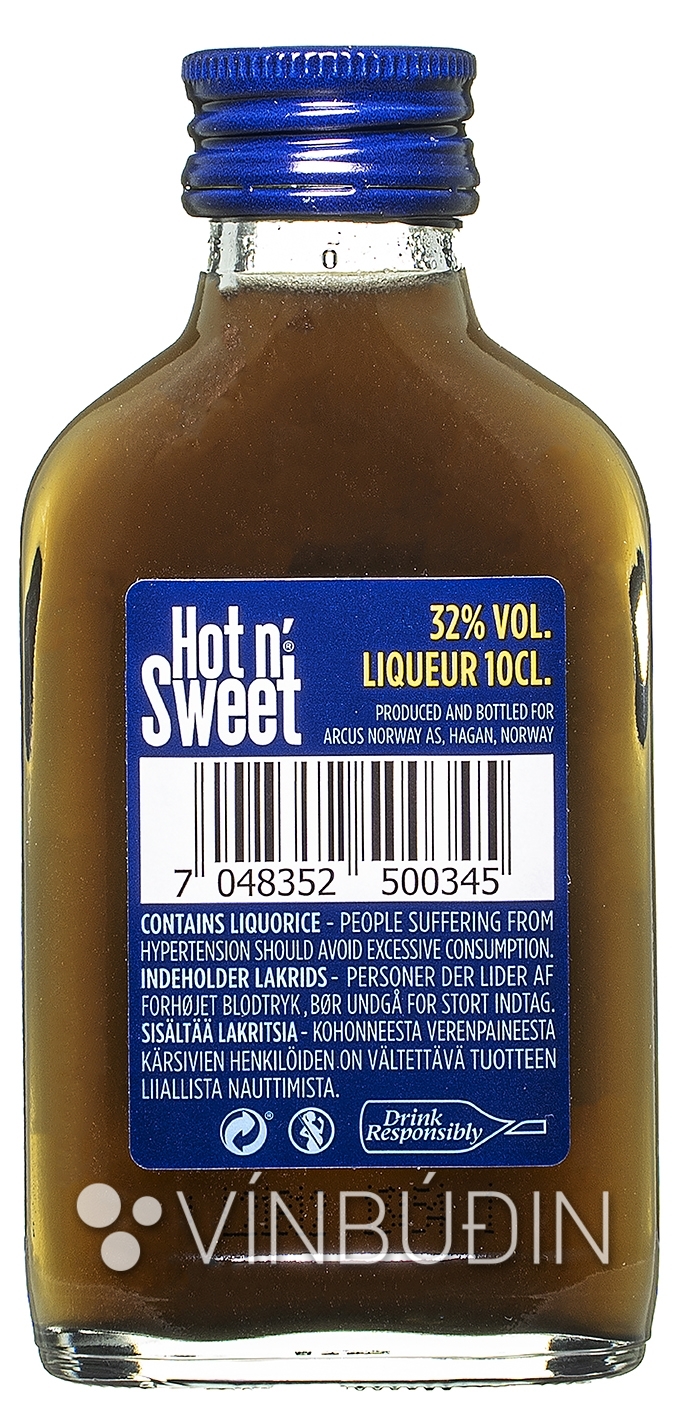 0
Hot n'®
Sweet
32% VOL.
LIQUEUR 10CL.
PRODUCED AND BOTTLED FOR
ARCUS NORWAY AS, HAGAN, NORWAY
7 048352 500345
CONTAINS LIQUORICE - PEOPLE SUFFERING FROM
HYPERTENSION SHOULD AVOID EXCESSIVE CONSUMPTION.
INDEHOLDER LAKRIDS - PERSONER DER LIDER AF
FORHØJET BLODTRYK, BØR UNDGÅ FOR STORT INDTAG.
SISÄLTÄÄ LAKRITSIA - KOHONNEESTA VERENPAINEESTA
KÄRSIVIEN HENKILÖIDEN ON VÄLTETTÄVÄ TUOTTEEN
LIIALLISTA NAUTTIMISTA.
®
Drink
Responsibly
VÍNBÚÐIN